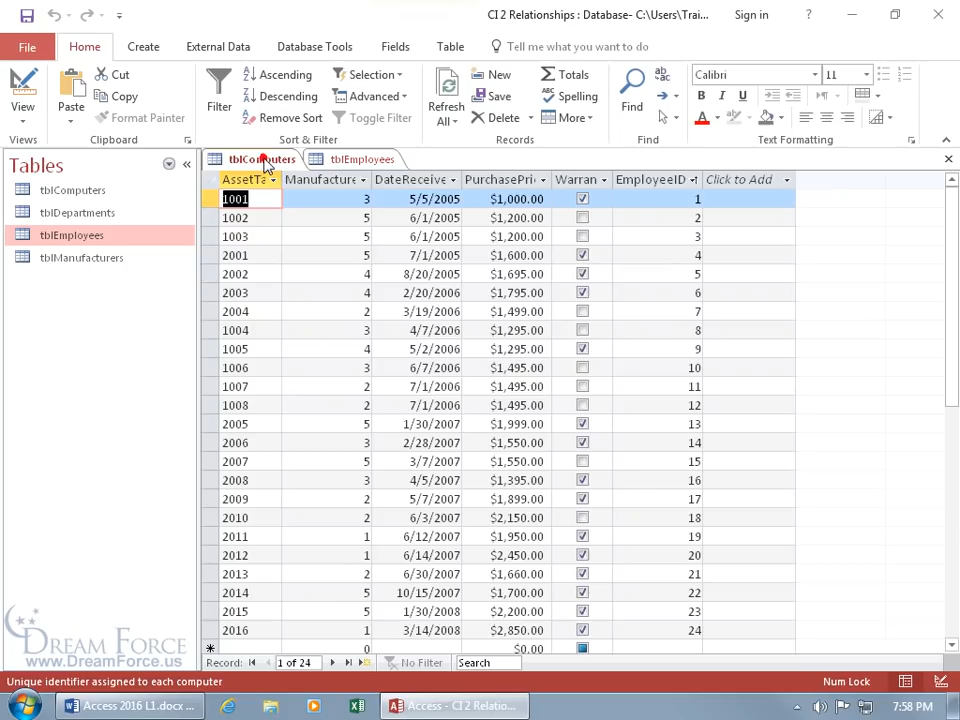 CI 2 Relationships : Database- C:\Users\Trai... Sign in ?
File Home Create External Data Database Tools Fields Table Tell me what you want to do
View Paste Cut Copy Format Painter Filter Ascending Descending Remove Sort Selection Advanced Toggle Filter Refresh All New Save Delete Totals Spelling More Find ab ac Calibri 11 B I U A
Views Clipboard Sort & Filter Records Find Text Formatting
Tables «
tblComputers
tblDepartments
tblEmployees
tblManufacturers
tblComputers tblEmployees
AssetTa Manufacture DateReceive PurchasePri Warran EmployeeID Click to Add
1001 3 5/5/2005 $1,000.00 1
1002 5 6/1/2005 $1,200.00 2
1003 5 6/1/2005 $1,200.00 3
2001 5 7/1/2005 $1,600.00 4
2002 4 8/20/2005 $1,695.00 5
2003 4 2/20/2006 $1,795.00 6
2004 2 3/19/2006 $1,499.00 7
1004 3 4/7/2006 $1,295.00 8
1005 4 5/2/2006 $1,295.00 9
1006 3 6/7/2006 $1,495.00 10
1007 2 7/1/2006 $1,495.00 11
1008 2 7/1/2006 $1,495.00 12
2005 5 1/30/2007 $1,999.00 13
2006 3 2/28/2007 $1,550.00 14
2007 5 3/7/2007 $1,550.00 15
2008 3 4/5/2007 $1,395.00 16
2009 2 5/7/2007 $1,899.00 17
2010 2 6/3/2007 $2,150.00 18
2011 1 6/12/2007 $1,950.00 19
2012 1 6/14/2007 $2,450.00 20
2013 2 6/30/2007 $1,660.00 21
2014 5 10/15/2007 $1,700.00 22
2015 5 1/30/2008 $2,200.00 23
2016 1 3/14/2008 $2,850.00 24
* 0 $0.00
Record: 1 of 24 No Filter Search
DREAM FORCE
www.DreamForce.us
Unique identifier assigned to each computer Num Lock
Access 2016 L1.docx ... Access - CI 2 Relatio... 7:58 PM